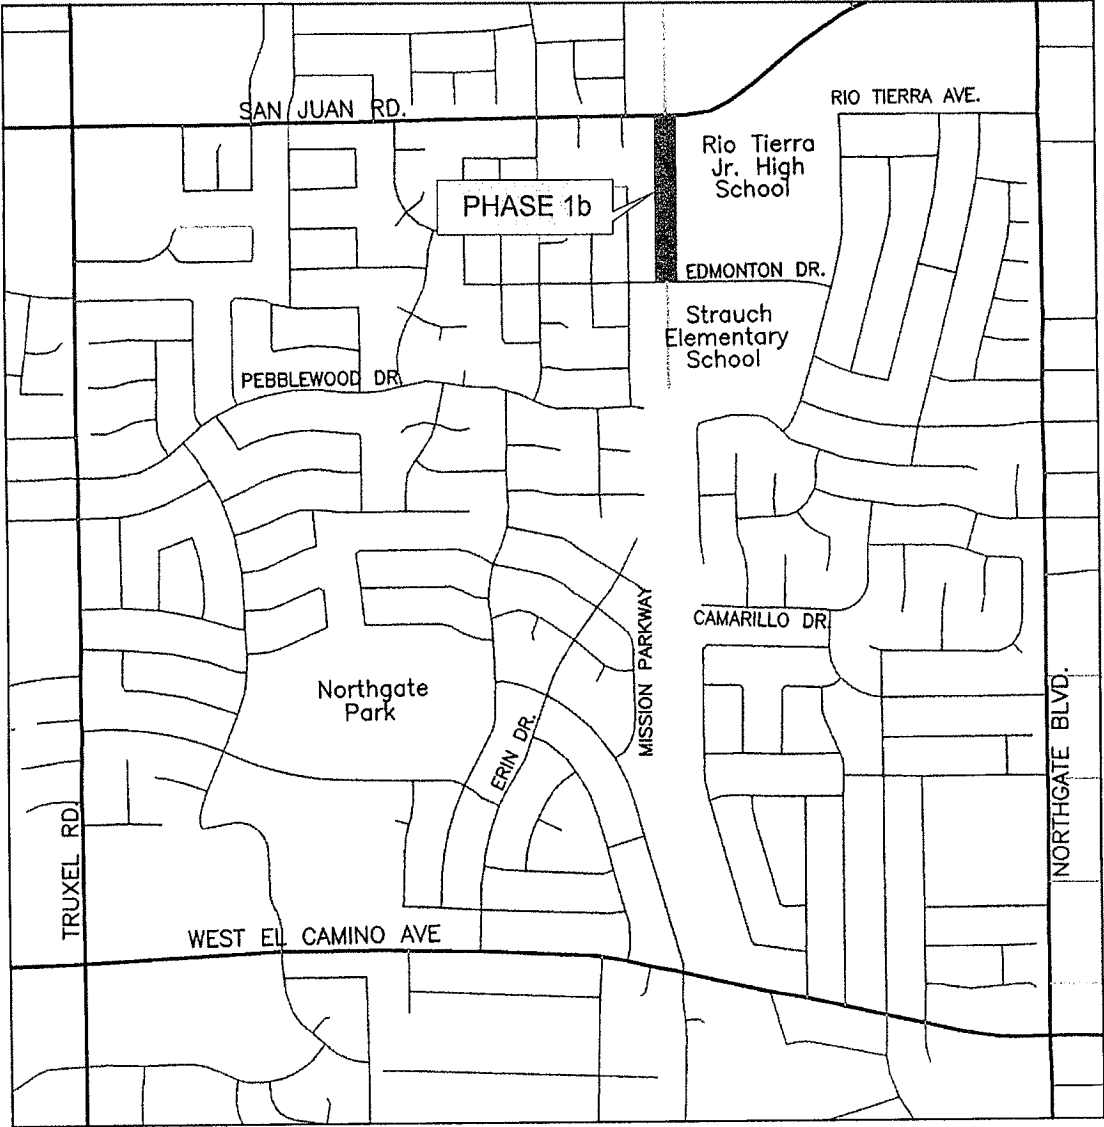 SAN JUAN RD.
RIO TIERRA AVE.
Rio Tierra
Jr. High
School
PHASE 1b
EDMONTON DR.
Strauch
Elementary
School
PEBBLEWOOD DR.
CAMARILLO DR.
MISSION PARKWAY
Northgate
Park
ERIN DR.
NORTHGATE BLVD.
TRUXEL RD.
WEST EL CAMINO AVE